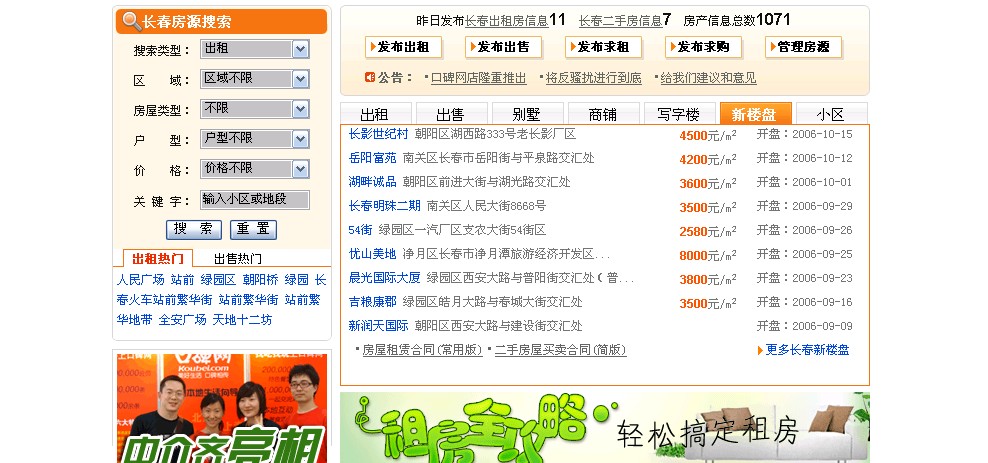 长春房源搜索
搜索类型： 出租
区　　域： 区域不限
房屋类型： 不限
户　　型： 户型不限
价　　格： 价格不限
关 键 字： 输入小区或地段
搜 索 重 置
出租热门 出售热门
人民广场 站前 绿园区 朝阳桥 绿园 长
春火车站前繁华街 站前繁华街 站前繁
华地带 全安广场 天地十二坊
口碑网
Koubei.com
中介齐亮相
昨日发布长春出租房信息11 长春二手房信息7 房产信息总数1071
发布出租 发布出售 发布求租 发布求购 管理房源
公告： ·口碑网店隆重推出 ·将反骚扰进行到底 ·给我们建议和意见
出租 出售 别墅 商铺 写字楼 新楼盘 小区
长影世纪村 朝阳区湖西路333号老长影厂区 4500元/m² 开盘：2006-10-15
岳阳富苑 南关区长春市岳阳街与平泉路交汇处 4200元/m² 开盘：2006-10-12
湖畔诚品 朝阳区前进大街与湖光路交汇处 3600元/m² 开盘：2006-10-01
长春明珠二期 南关区人民大街8668号 3500元/m² 开盘：2006-09-29
54街 绿园区一汽厂区支农大街54街区 2580元/m² 开盘：2006-09-26
优山美地 净月区长春市净月潭旅游经济开发区... 8000元/m² 开盘：2006-09-25
晨光国际大厦 绿园区西安大路与普阳街交汇处(普... 3800元/m² 开盘：2006-09-23
吉粮康郡 绿园区皓月大路与春城大街交汇处 3500元/m² 开盘：2006-09-16
新润天国际 朝阳区西安大路与建设街交汇处 开盘：2006-09-09
·房屋租赁合同(常用版) ·二手房屋买卖合同(简版) 更多长春新楼盘
租房全攻略 轻松搞定租房